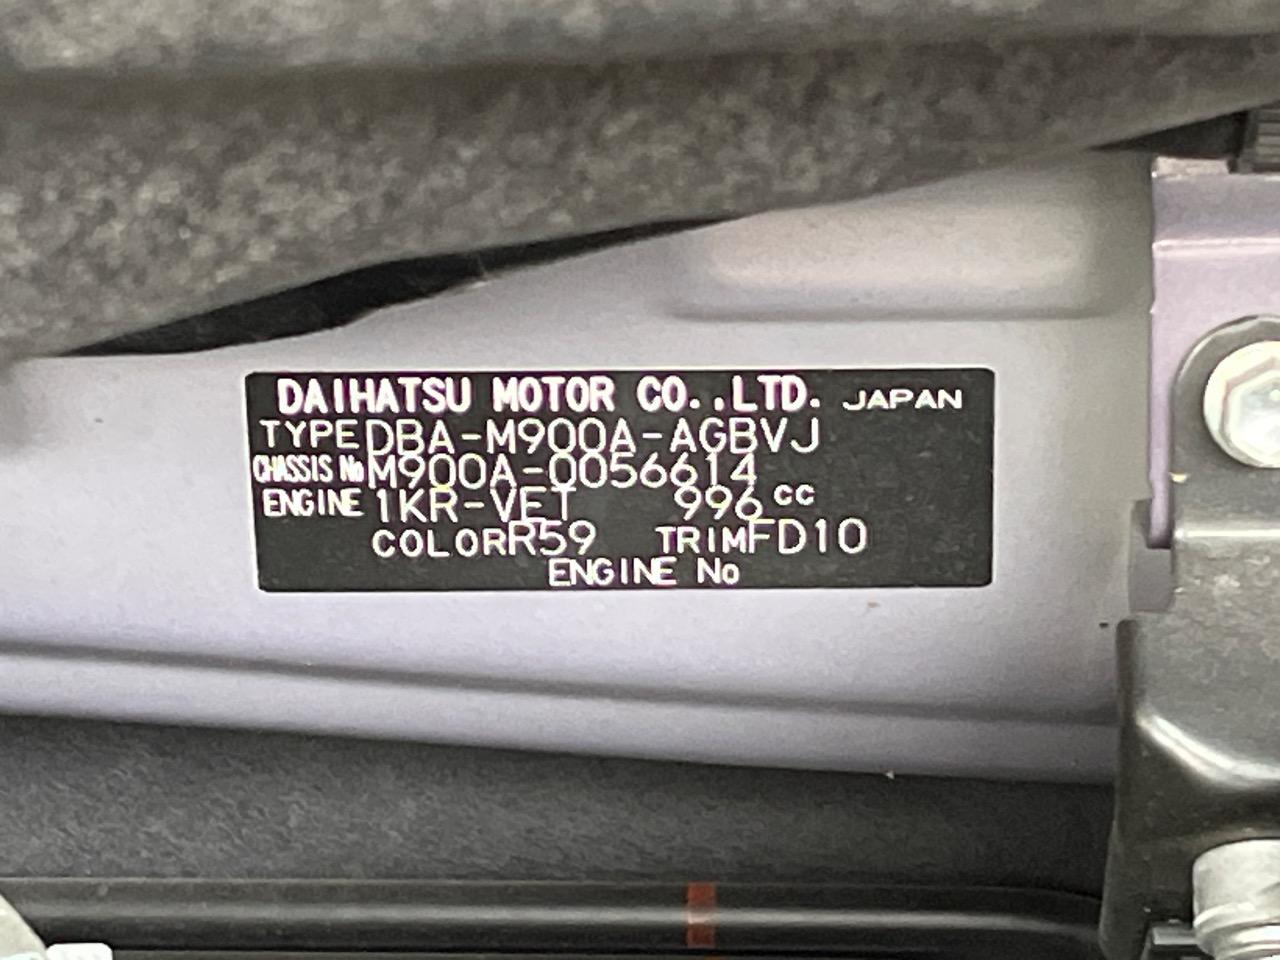 DAIHATSU MOTOR CO.,LTD. JAPAN
TYPE DBA-M900A-AGBVJ
CHASSIS No M900A-0056614
ENGINE 1KR-VET 996 cc
COLOR R59 TRIM FD10
ENGINE No